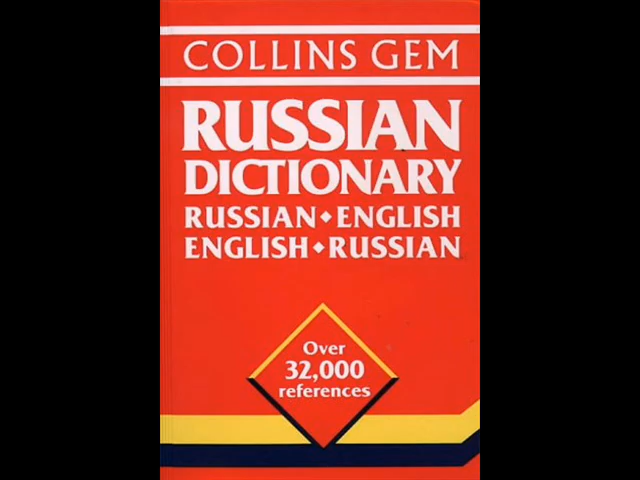 COLLINS GEM
RUSSIAN
DICTIONARY
RUSSIAN◆ENGLISH
ENGLISH◆RUSSIAN
Over
32,000
references